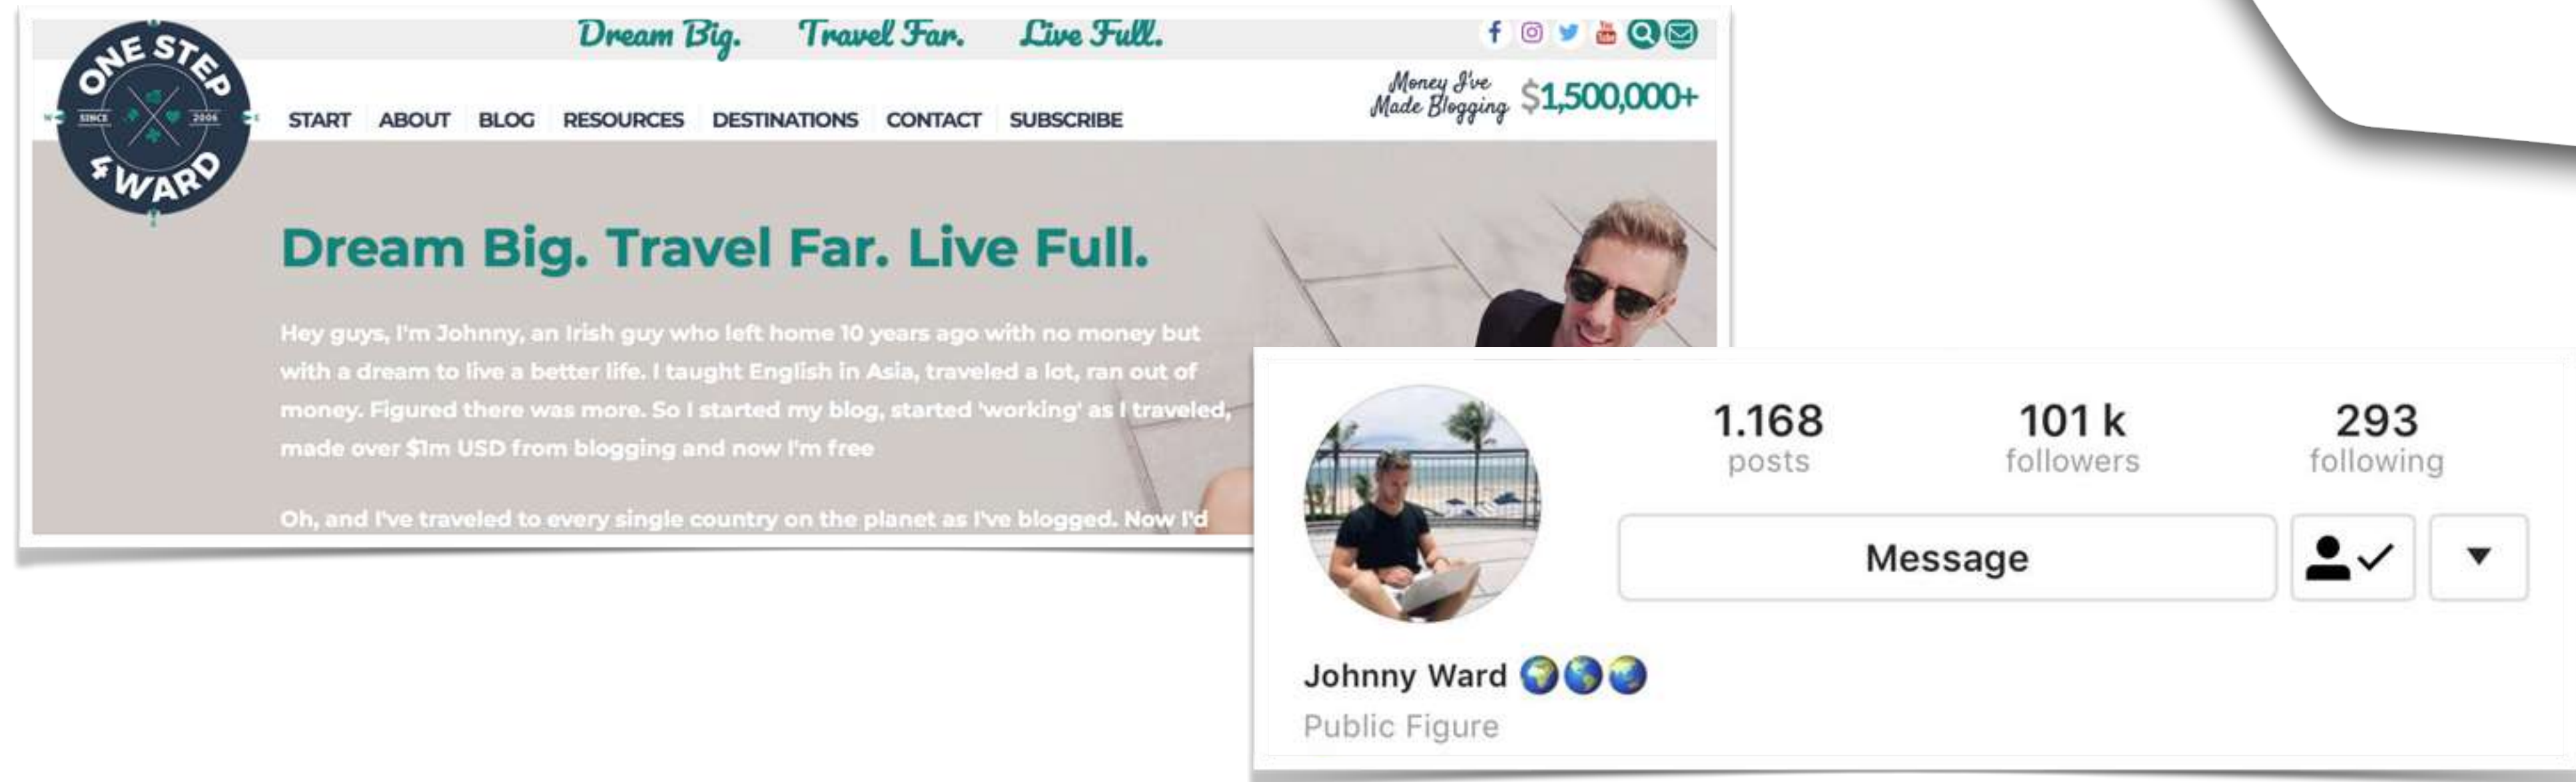 Dream Big. Travel Far. Live Full.
ONE STEP
SINCE 2006
4WARD
W E
Money I've
Made Blogging $1,500,000+
START ABOUT BLOG RESOURCES DESTINATIONS CONTACT SUBSCRIBE
Dream Big. Travel Far. Live Full.
Hey guys, I'm Johnny, an Irish guy who left home 10 years ago with no money but
with a dream to live a better life. I taught English in Asia, traveled a lot, ran out of
money. Figured there was more. So I started my blog, started 'working' as I traveled,
made over $1m USD from blogging and now I'm free
Oh, and I've traveled to every single country on the planet as I've blogged. Now I'd
1.168 101 k 293
posts followers following
Message
Johnny Ward
Public Figure